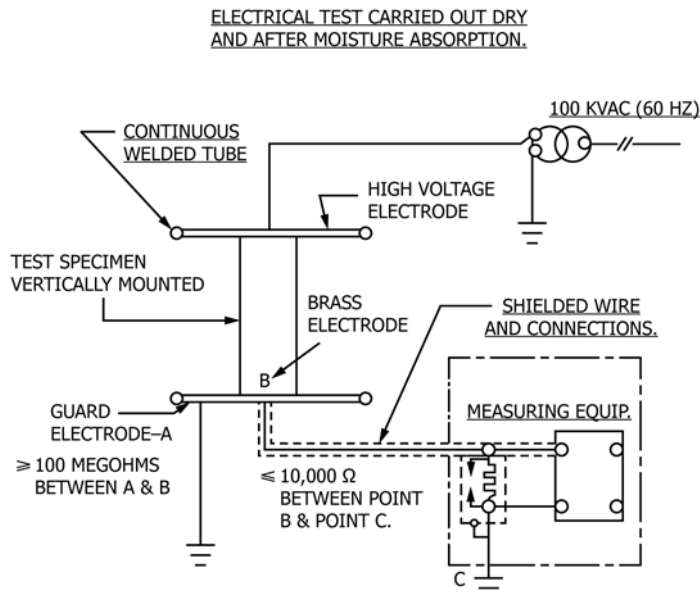 ELECTRICAL TEST CARRIED OUT DRY
AND AFTER MOISTURE ABSORPTION.
100 KVAC (60 HZ)
CONTINUOUS
WELDED TUBE
HIGH VOLTAGE
ELECTRODE
TEST SPECIMEN
VERTICALLY MOUNTED
BRASS
ELECTRODE
SHIELDED WIRE
AND CONNECTIONS.
B
GUARD
ELECTRODE–A
MEASURING EQUIP.
≥ 100 MEGOHMS
BETWEEN A & B
≤ 10,000 Ω
BETWEEN POINT
B & POINT C.
C